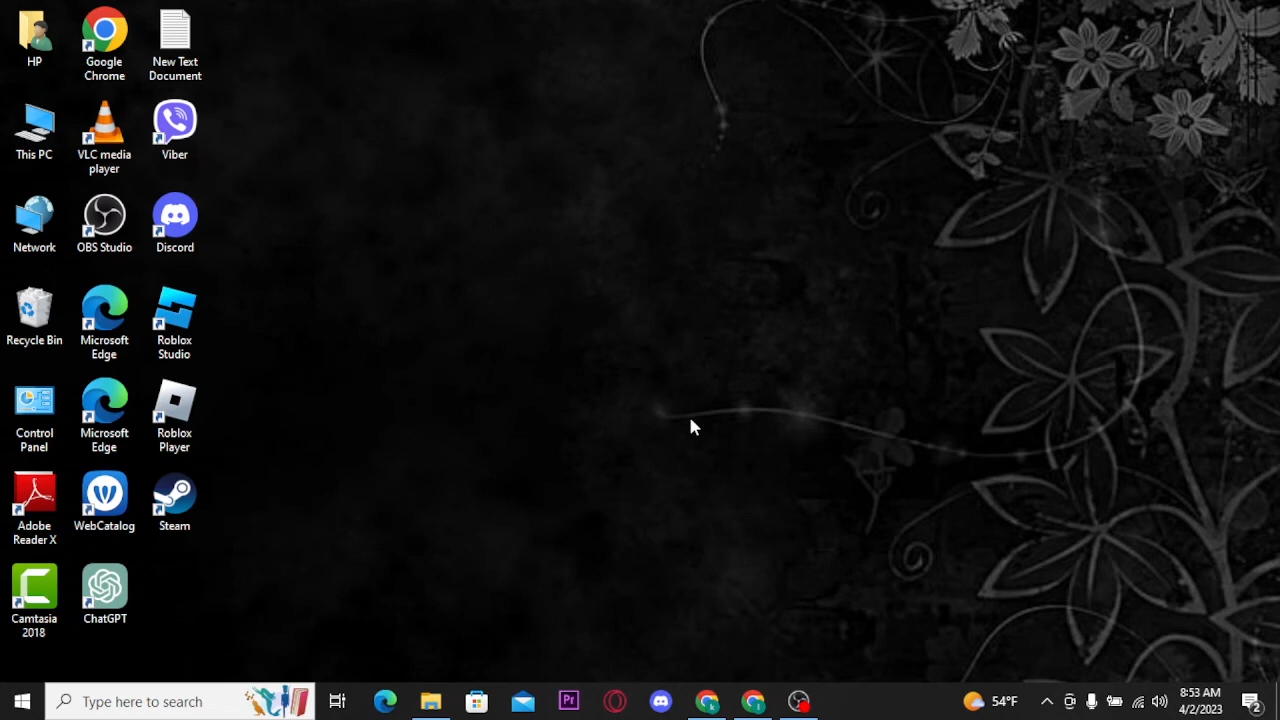 HP
Google
Chrome
New Text
Document
This PC
VLC media
player
Viber
Network
OBS Studio
Discord
Recycle Bin
Microsoft
Edge
Roblox
Studio
Control
Panel
Microsoft
Edge
Roblox
Player
Adobe
Reader X
WebCatalog
Steam
Camtasia
2018
ChatGPT
Type here to search
Pr
54°F
8:53 AM
4/2/2023
2